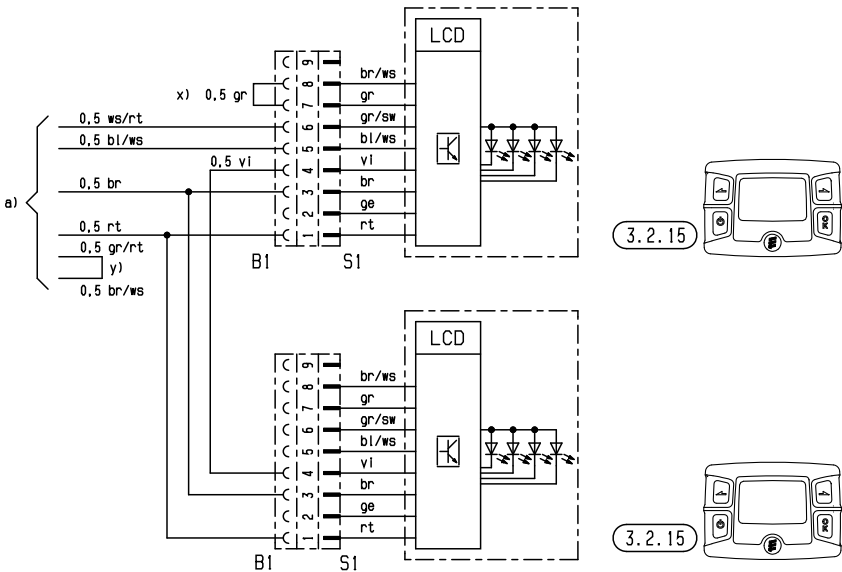 LCD
9
8
7
6
5
4
3
2
1
br/ws
gr
gr/sw
bl/ws
vi
br
ge
rt
x) 0,5 gr
0,5 ws/rt
0,5 bl/ws
0,5 vi
a)
0,5 br
0,5 rt
0,5 gr/rt
y)
0,5 br/ws
B1
S1
3.2.15
OK
LCD
9
8
7
6
5
4
3
2
1
br/ws
gr
gr/sw
bl/ws
vi
br
ge
rt
B1
S1
3.2.15
OK